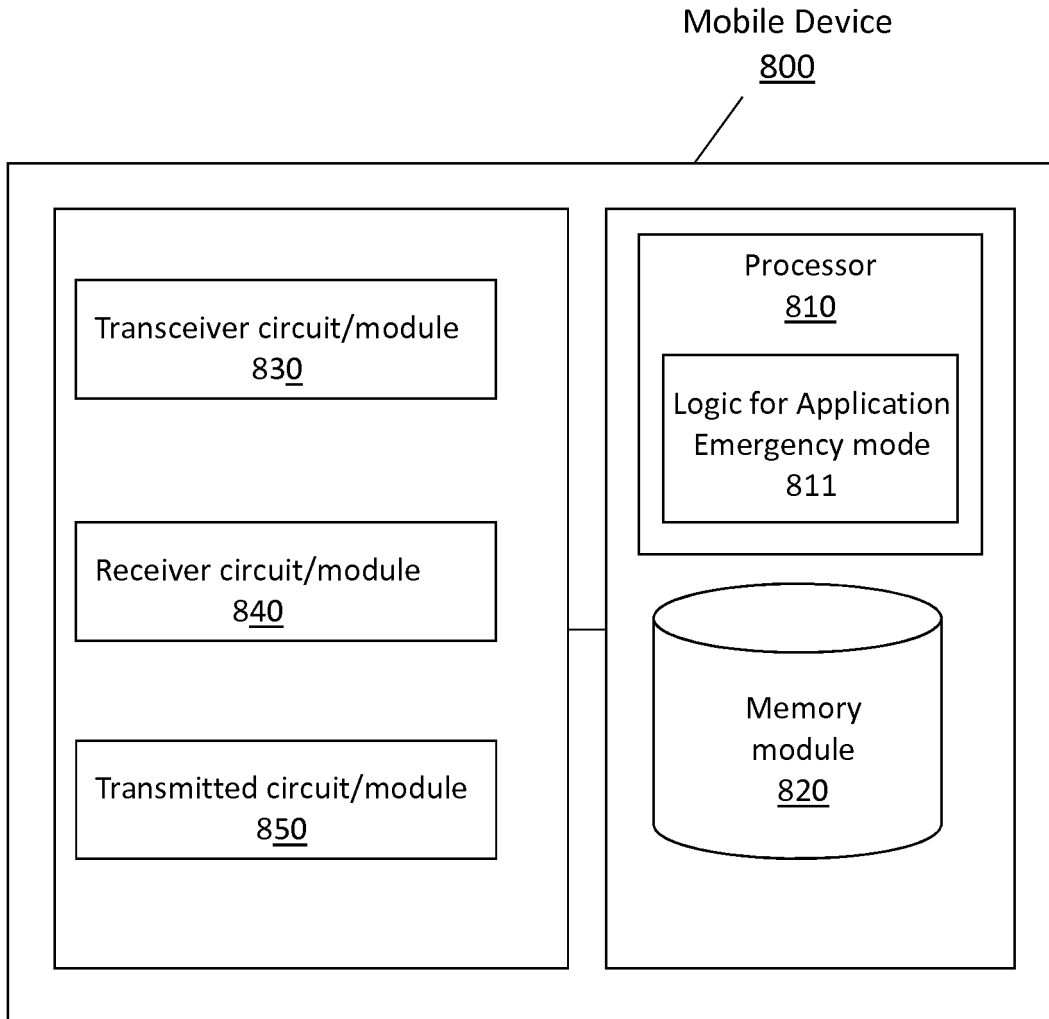 Mobile Device
800
Transceiver circuit/module
830
Receiver circuit/module
840
Transmitted circuit/module
850
Processor
810
Logic for Application
Emergency mode
811
Memory
module
820